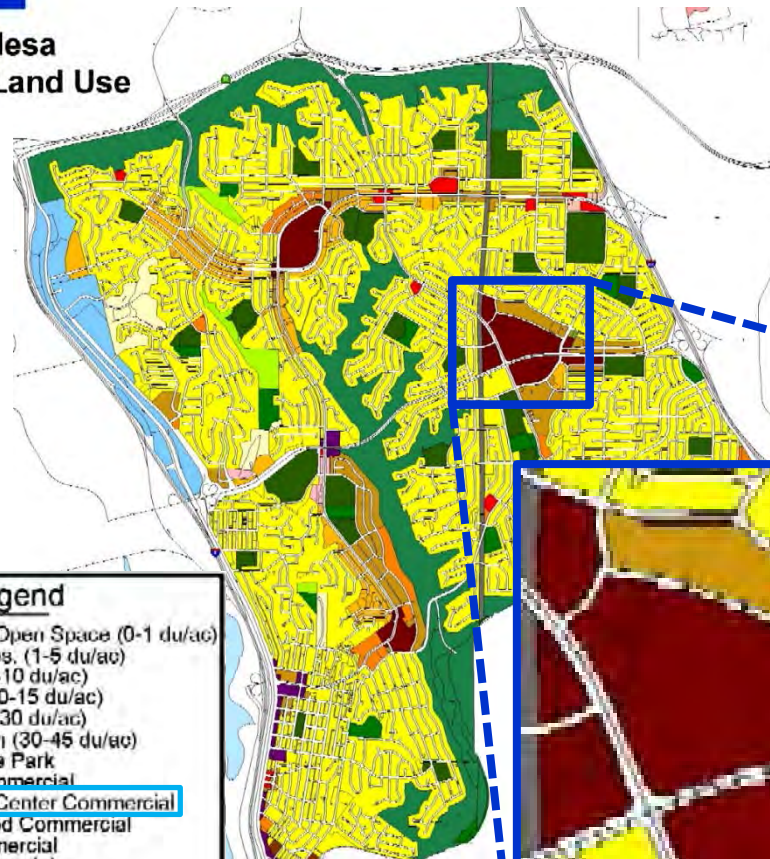 lesa
Land Use
gend
Open Space (0-1 du/ac)
s. (1-5 du/ac)
-10 du/ac)
0-15 du/ac)
30 du/ac)
(30-45 du/ac)
Park
mmercial
Center Commercial
d Commercial
mercial